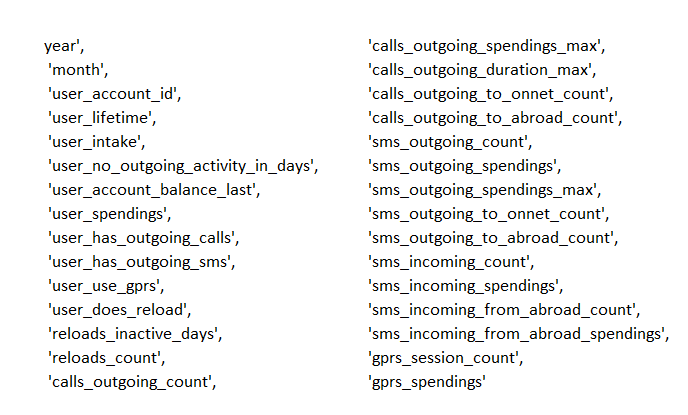 year',
'month',
'user_account_id',
'user_lifetime',
'user_intake',
'user_no_outgoing_activity_in_days',
'user_account_balance_last',
'user_spendings',
'user_has_outgoing_calls',
'user_has_outgoing_sms',
'user_use_gprs',
'user_does_reload',
'reloads_inactive_days',
'reloads_count',
'calls_outgoing_count',
'calls_outgoing_spendings_max',
'calls_outgoing_duration_max',
'calls_outgoing_to_onnet_count',
'calls_outgoing_to_abroad_count',
'sms_outgoing_count',
'sms_outgoing_spendings',
'sms_outgoing_spendings_max',
'sms_outgoing_to_onnet_count',
'sms_outgoing_to_abroad_count',
'sms_incoming_count',
'sms_incoming_spendings',
'sms_incoming_from_abroad_count',
'sms_incoming_from_abroad_spendings',
'gprs_session_count',
'gprs_spendings'